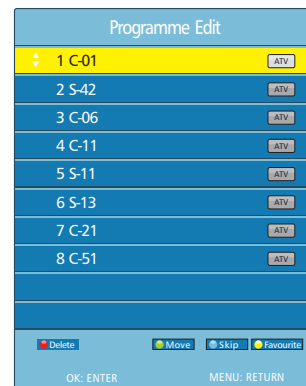 Programme Edit
1 C-01 ATV
2 S-42 ATV
3 C-06 ATV
4 C-11 ATV
5 S-11 ATV
6 S-13 ATV
7 C-21 ATV
8 C-51 ATV
Delete Move Skip Favourite
OK: ENTER MENU: RETURN